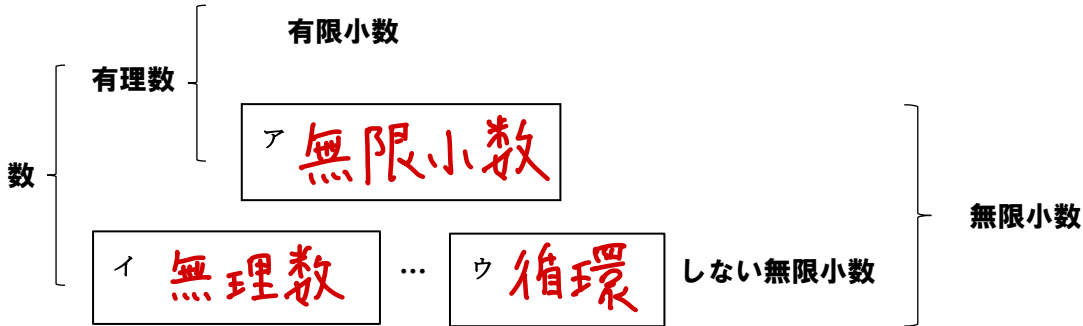 有限小数
有理数
ア 無限小数
数
無限小数
イ 無理数 … ウ 循環 しない無限小数